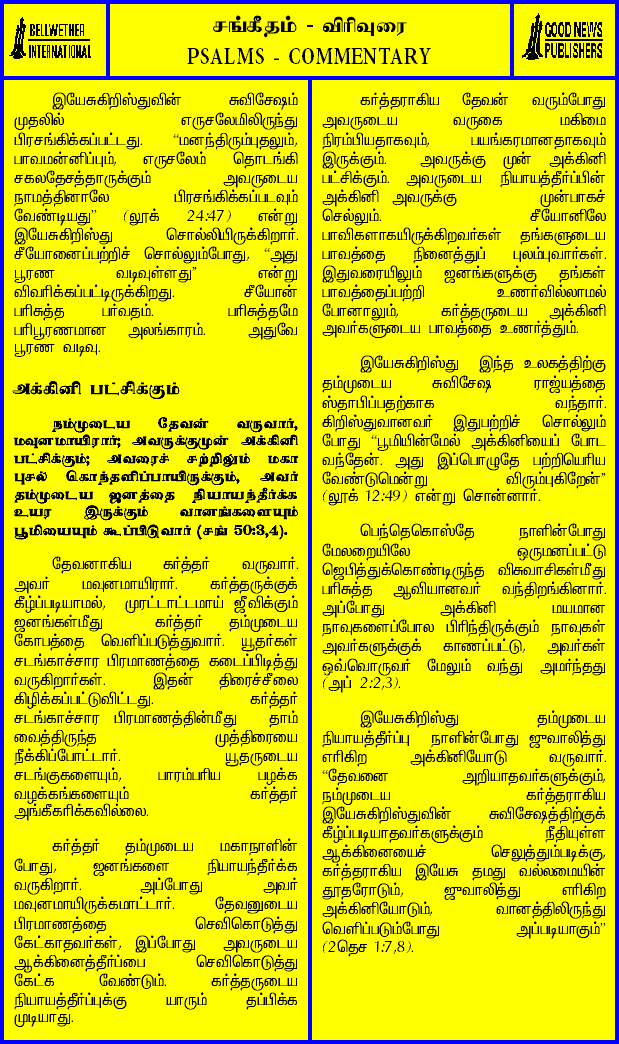 BELLWETHER
INTERNATIONAL
சங்கீதம் - விரிவுரை
PSALMS - COMMENTARY
GOOD NEWS
PUBLISHERS
இயேசுகிறிஸ்துவின் சுவிசேஷம்
முதலில் எருசலேமிலிருந்து
பிரசங்கிக்கப்பட்டது. “மனந்திரும்புதலும்,
பாவமன்னிப்பும், எருசலேம் தொடங்கி
சகலதேசத்தாருக்கும் அவருடைய
நாமத்தினாலே பிரசங்கிக்கப்படவும்
வேண்டியது” (லூக் 24:47) என்று
இயேசுகிறிஸ்து சொல்லியிருக்கிறார்.
சீயோனைப்பற்றிச் சொல்லும்போது, “அது
பூரண வடிவுள்ளது” என்று
விவரிக்கப்பட்டிருக்கிறது. சீயோன்
பரிசுத்த பர்வதம். பரிசுத்தமே
பரிபூரணமான அலங்காரம். அதுவே
பூரண வடிவு.
அக்கினி பட்சிக்கும்
நம்முடைய தேவன் வருவார்,
மவுனமாயிரார்; அவருக்குமுன் அக்கினி
பட்சிக்கும்; அவரைச் சற்றிலும் மகா
புசல் கொந்தளிப்பாயிருக்கும், அவர்
தம்முடைய ஜனத்தை நியாயத்தீர்க்க
உயர இருக்கும் வானங்களையும்
பூமியையும் கூப்பிடுவார் (சங் 50:3,4).
தேவனாகிய கர்த்தர் வருவார்.
அவர் மவுனமாயிரார். கர்த்தருக்குக்
கீழ்ப்படியாமல், முரட்டாட்டமாய் ஜீவிக்கும்
ஜனங்கள்மீது கர்த்தர் தம்முடைய
கோபத்தை வெளிப்படுத்துவார். யூதர்கள்
சடங்காச்சார பிரமாணத்தை கடைப்பிடித்து
வருகிறார்கள். இதன் திரைச்சீலை
கிழிக்கப்பட்டுவிட்டது. கர்த்தர்
சடங்காச்சார பிரமாணத்தின்மீது தாம்
வைத்திருந்த முத்திரையை
நீக்கிப்போட்டார். யூதருடைய
சடங்குகளையும், பாரம்பரிய பழக்க
வழக்கங்களையும் கர்த்தர்
அங்கீகரிக்கவில்லை.
கர்த்தர் தம்முடைய மகாநாளின்
போது, ஜனங்களை நியாயந்தீர்க்க
வருகிறார். அப்போது அவர்
மவுனமாயிருக்கமாட்டார். தேவனுடைய
பிரமாணத்தை செவிகொடுத்து
கேட்காதவர்கள், இப்போது அவருடைய
ஆக்கினைத்தீர்ப்பை செவிகொடுத்து
கேட்க வேண்டும். கர்த்தருடைய
நியாயத்தீர்ப்புக்கு யாரும் தப்பிக்க
முடியாது.
கர்த்தராகிய தேவன் வரும்போது
அவருடைய வருகை மகிமை
நிரம்பியதாகவும், பயங்கரமானதாகவும்
இருக்கும். அவருக்கு முன் அக்கினி
பட்சிக்கும். அவருடைய நியாயத்தீர்ப்பின்
அக்கினி அவருக்கு முன்பாகச்
செல்லும். சீயோனிலே
பாவிகளாகயிருக்கிறவர்கள் தங்களுடைய
பாவத்தை நினைத்துப் புலம்புவார்கள்.
இதுவரையிலும் ஜனங்களுக்கு தங்கள்
பாவத்தைப்பற்றி உணர்வில்லாமல்
போனாலும், கர்த்தருடைய அக்கினி
அவர்களுடைய பாவத்தை உணர்த்தும்.
இயேசுகிறிஸ்து இந்த உலகத்திற்கு
தம்முடைய சுவிசேஷ ராஜ்யத்தை
ஸ்தாபிப்பதற்காக வந்தார்.
கிறிஸ்துவானவர் இதுபற்றிச் சொல்லும்
போது “பூமியின்மேல் அக்கினியைப் போட
வந்தேன். அது இப்பொழுதே பற்றியெரிய
வேண்டுமென்று விரும்புகிறேன்”
(லூக் 12:49) என்று சொன்னார்.
பெந்தெகொஸ்தே நாளின்போது
மேலறையிலே ஒருமனப்பட்டு
ஜெபித்துக்கொண்டிருந்த விசுவாசிகள்மீது
பரிசுத்த ஆவியானவர் வந்திறங்கினார்.
அப்போது அக்கினி மயமான
நாவுகளைப்போல பிரிந்திருக்கும் நாவுகள்
அவர்களுக்குக் காணப்பட்டு, அவர்கள்
ஒவ்வொருவர் மேலும் வந்து அமர்ந்தது
(அப் 2:2,3).
இயேசுகிறிஸ்து தம்முடைய
நியாயத்தீர்ப்பு நாளின்போது ஜுவாலித்து
எரிகிற அக்கினியோடு வருவார்.
“தேவனை அறியாதவர்களுக்கும்,
நம்முடைய கர்த்தராகிய
இயேசுகிறிஸ்துவின் சுவிசேஷத்திற்குக்
கீழ்ப்படியாதவர்களுக்கும் நீதியுள்ள
ஆக்கினையைச் செலுத்தும்படிக்கு,
கர்த்தராகிய இயேசு தமது வல்லமையின்
தூதரோடும், ஜுவாலித்து எரிகிற
அக்கினியோடும், வானத்திலிருந்து
வெளிப்படும்போது அப்படியாகும்”
(2தெச 1:7,8).